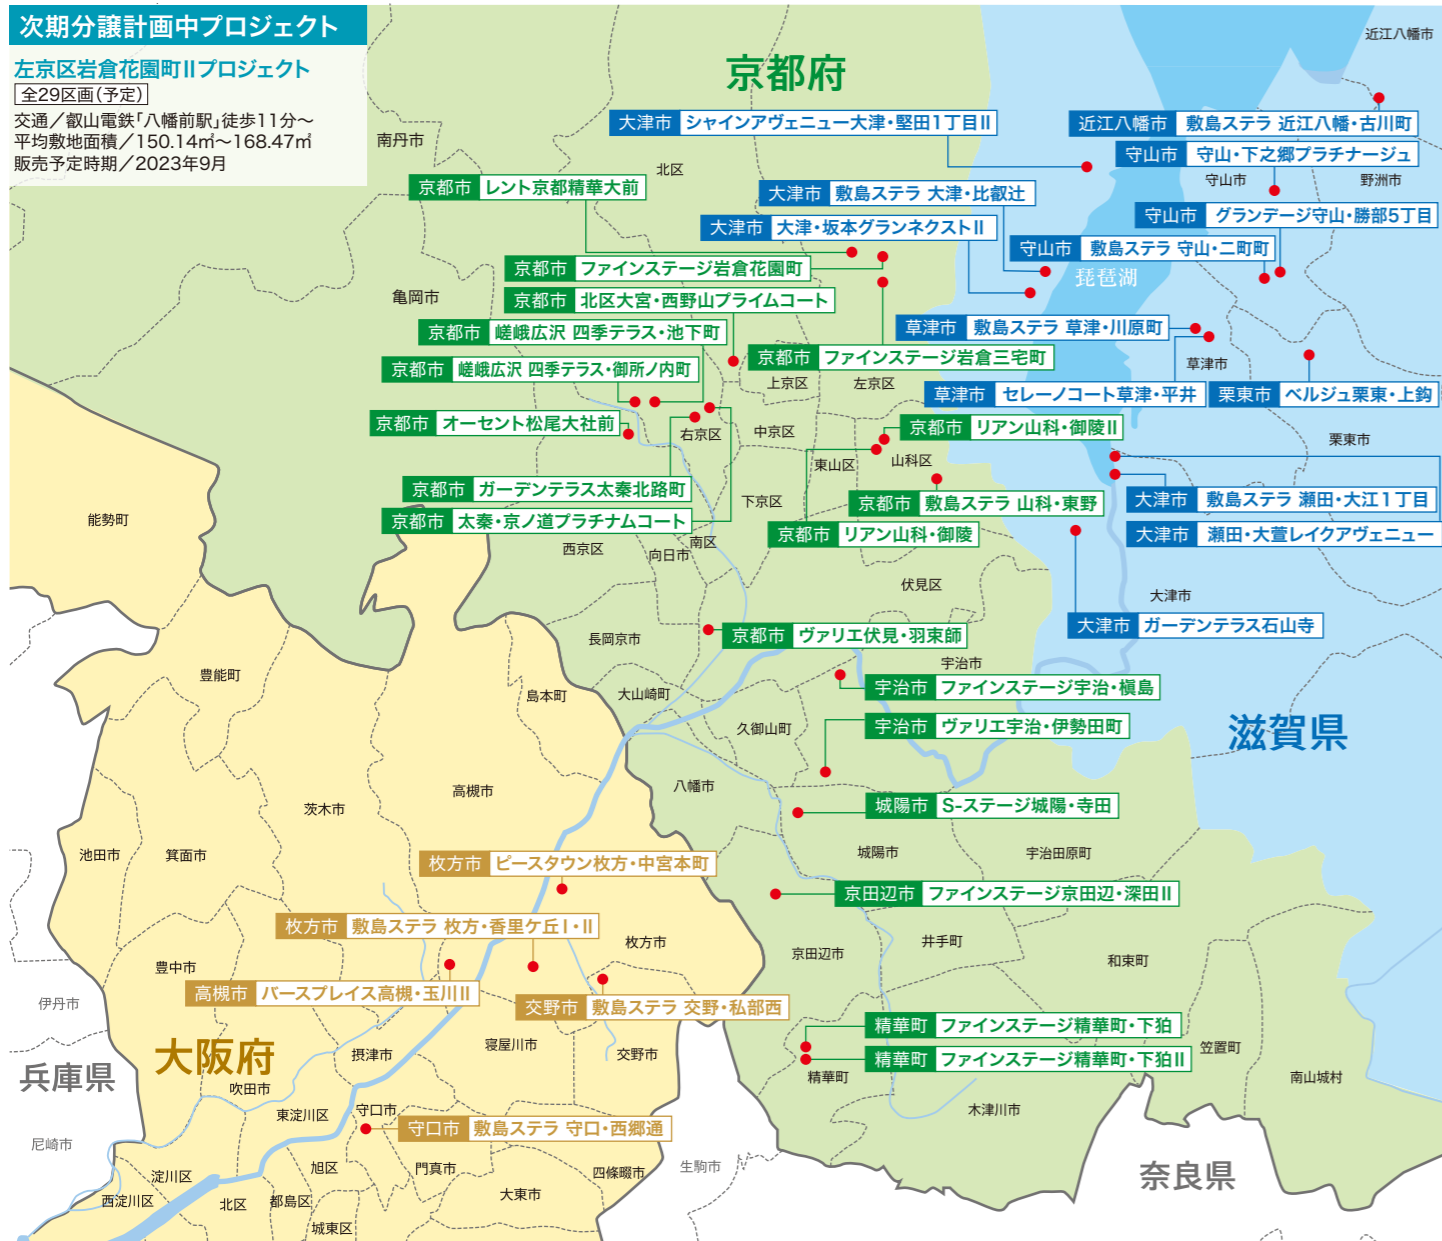 次期分譲計画中プロジェクト
左京区岩倉花園町Ⅱプロジェクト
全29区画(予定)
交通／叡山電鉄「八幡前駅」徒歩11分〜
平均敷地面積／150.14㎡〜168.47㎡
販売予定時期／2023年9月
京都府
近江八幡市
南丹市
北区
大津市 シャインアヴェニュー大津・堅田1丁目Ⅱ
近江八幡市 敷島ステラ 近江八幡・古川町
守山市 守山・下之郷プラチナージュ
守山市
野洲市
京都市 レント京都精華大前
大津市 敷島ステラ 大津・比叡辻
守山市 グランデージ守山・勝部5丁目
大津市 大津・坂本グランネクストⅡ
守山市 敷島ステラ 守山・二町町
琵琶湖
京都市 ファインステージ岩倉花園町
亀岡市
京都市 北区大宮・西野山プライムコート
京都市 嵯峨広沢 四季テラス・池下町
草津市 敷島ステラ 草津・川原町
京都市 ファインステージ岩倉三宅町
草津市
京都市 嵯峨広沢 四季テラス・御所ノ内町
上京区
左京区
草津市 セレーノコート草津・平井
栗東市 ベルジュ栗東・上鈎
京都市 オーセント松尾大社前
右京区
中京区
京都市 リアン山科・御陵Ⅱ
栗東市
東山区
山科区
京都市 ガーデンテラス太秦北路町
下京区
京都市 敷島ステラ 山科・東野
大津市 敷島ステラ 瀬田・大江1丁目
能勢町
京都市 太秦・京ノ道プラチナムコート
京都市 リアン山科・御陵
大津市 瀬田・大萱レイクアヴェニュー
西京区
向日市
南区
伏見区
大津市
長岡京市
京都市 ヴァリエ伏見・羽束師
大津市 ガーデンテラス石山寺
豊能町
島本町
大山崎町
宇治市
宇治市 ファインステージ宇治・槇島
久御山町
宇治市 ヴァリエ宇治・伊勢田町
滋賀県
八幡市
高槻市
茨木市
城陽市 S-ステージ城陽・寺田
池田市
箕面市
城陽市
宇治田原町
枚方市 ピースタウン枚方・中宮本町
京田辺市 ファインステージ京田辺・深田Ⅱ
枚方市 敷島ステラ 枚方・香里ケ丘Ⅰ・Ⅱ
枚方市
井手町
京田辺市
和束町
豊中市
高槻市 バースプレイス高槻・玉川Ⅱ
交野市 敷島ステラ 交野・私部西
伊丹市
精華町 ファインステージ精華町・下狛
大阪府
摂津市
寝屋川市
交野市
笠置町
精華町 ファインステージ精華町・下狛Ⅱ
兵庫県
吹田市
精華町
南山城村
東淀川区
守口市
木津川市
守口市 敷島ステラ 守口・西郷通
尼崎市
淀川区
旭区
門真市
四條畷市
生駒市
奈良県
西淀川区
北区
都島区
大東市
城東区